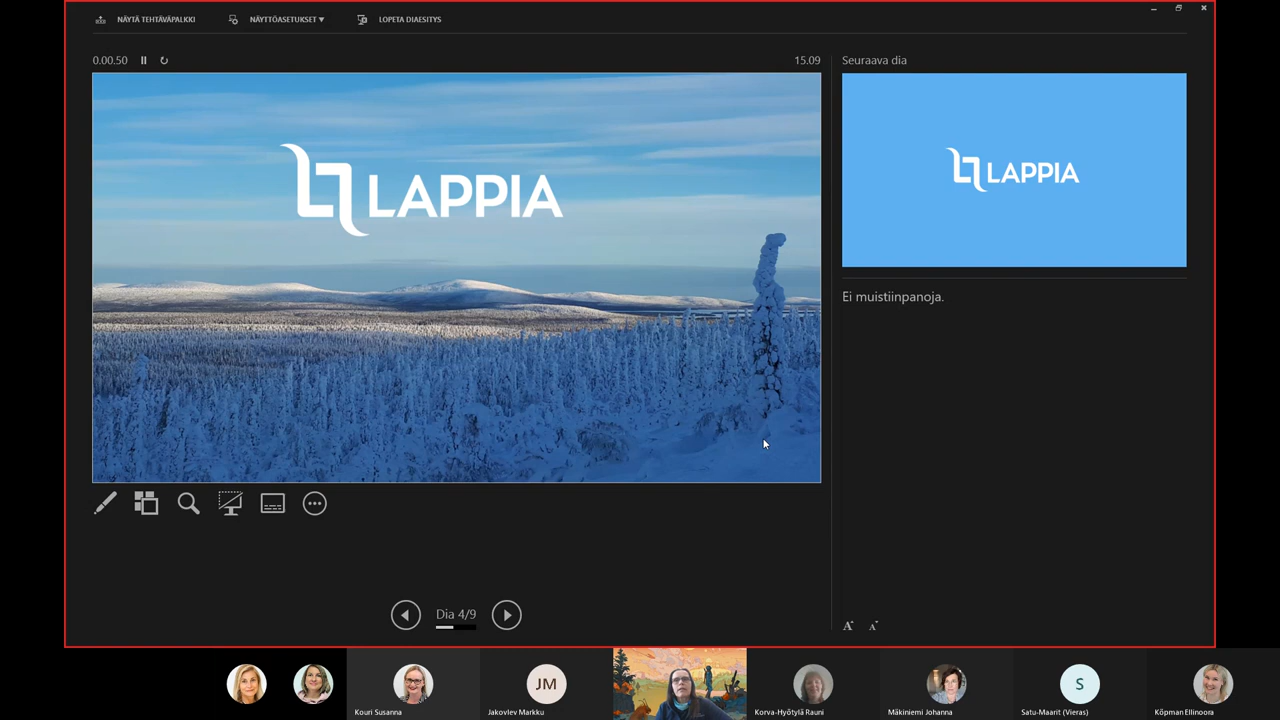 NÄYTÄ TEHTÄVÄPALKKI
NÄYTTÖASETUKSET ▼
LOPETA DIAESITYS
0.00.50
15.09
LAPPIA
Seuraava dia
LAPPIA
Ei muistiinpanoja.
Dia 4/9
A
A
Kouri Susanna
JM
Jakovlev Markku
Korva-Hyötylä Rauni
Mäkiniemi Johanna
S
Satu-Maarit (Vieras)
Köpman Ellinoora